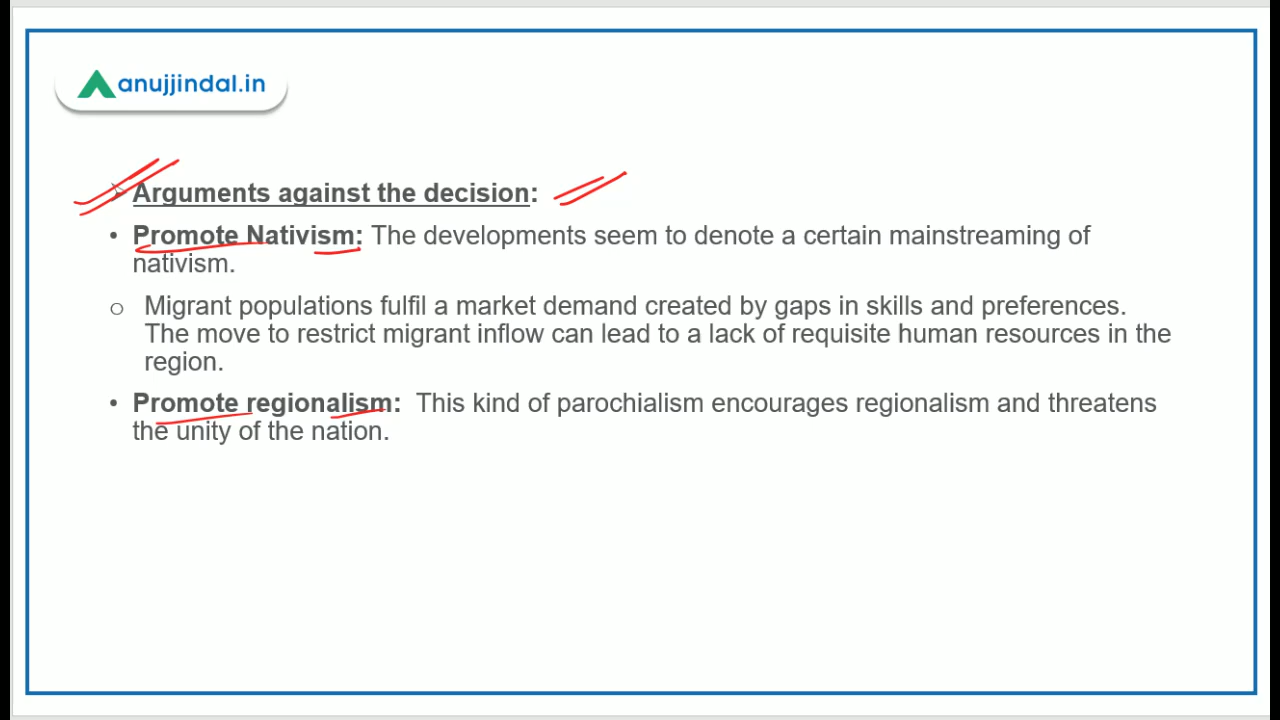 anujjindal.in
Arguments against the decision:
• Promote Nativism: The developments seem to denote a certain mainstreaming of
nativism.
o Migrant populations fulfil a market demand created by gaps in skills and preferences.
The move to restrict migrant inflow can lead to a lack of requisite human resources in the
region.
• Promote regionalism: This kind of parochialism encourages regionalism and threatens
the unity of the nation.